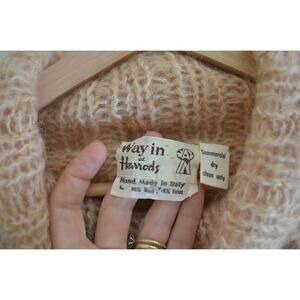 Way in
at
Harrods
Hand Made in Italy
L
Commercial
dry
clean only